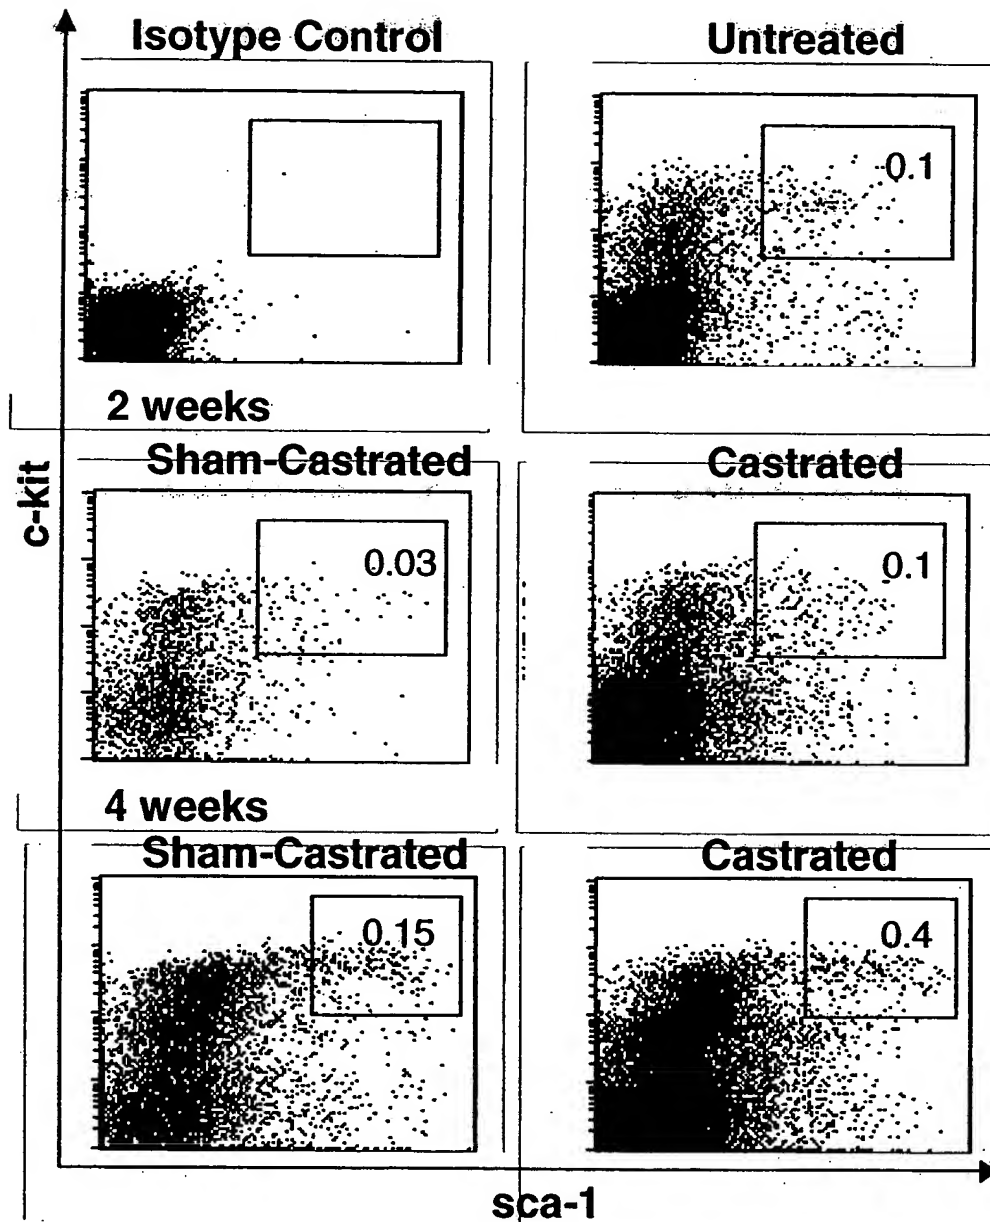 Isotype Control
Untreated
0.1
2 weeks
Sham-Castrated
Castrated
0.03
0.1
4 weeks
Sham-Castrated
Castrated
0.15
0.4
c-kit
sca-1